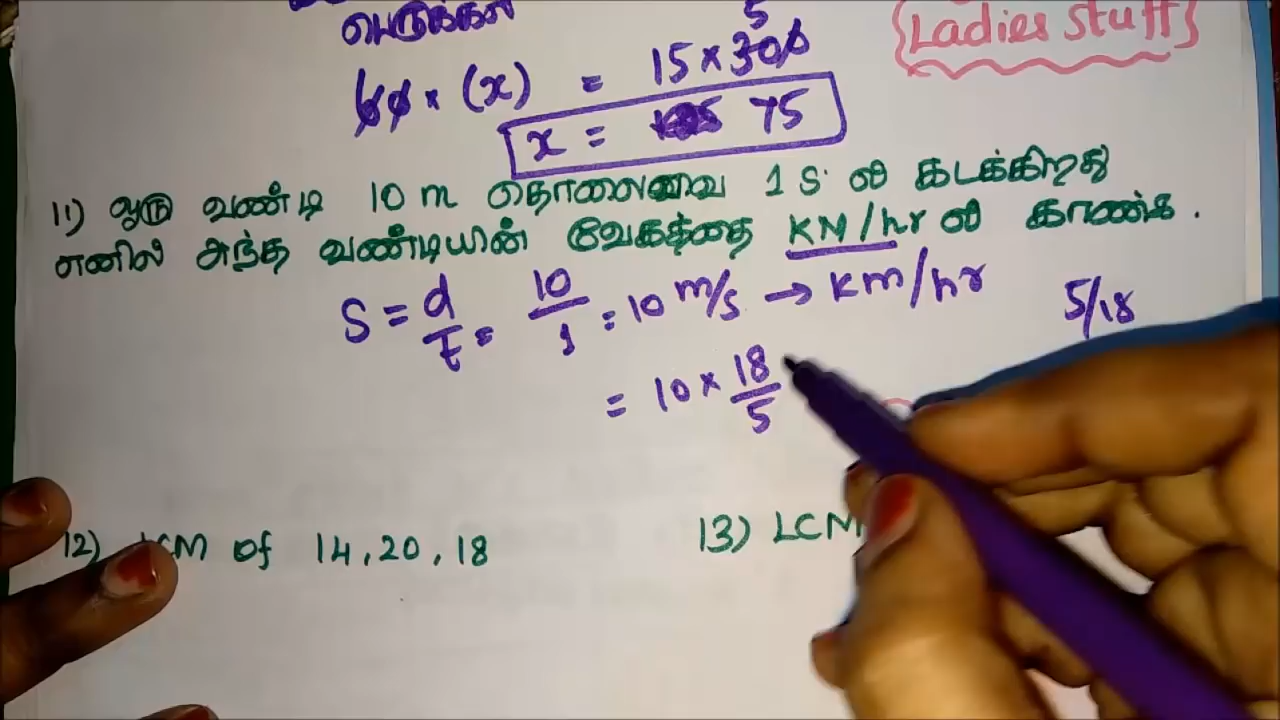 பெருக்கல்
5
60 × (x) = 15 × 300
x = 75
Ladies Stuff
11) ஒரு வண்டி 10 m தொலைவை 1 s ல் கடக்கிறது
எனில் அந்த வண்டியின் வேகத்தை KM/hr ல் காண்க.
S = d/t = 10/1 = 10 m/s → km/hr
5/18
= 10 × 18/5
12) LCM of 14, 20, 18
13) LCM